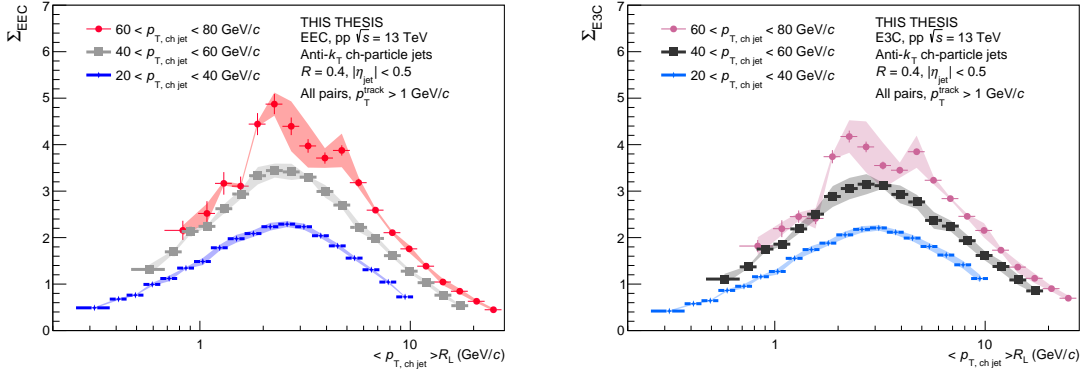 Σ_EEC
7
6
5
4
3
2
1
0
60 < p_T, ch jet < 80 GeV/c
40 < p_T, ch jet < 60 GeV/c
20 < p_T, ch jet < 40 GeV/c
THIS THESIS
EEC, pp √s = 13 TeV
Anti-k_T ch-particle jets
R = 0.4, |η_jet| < 0.5
All pairs, p_T^track > 1 GeV/c
1 10
< p_T, ch jet >R_L (GeV/c)
Σ_E3C
7
6
5
4
3
2
1
0
60 < p_T, ch jet < 80 GeV/c
40 < p_T, ch jet < 60 GeV/c
20 < p_T, ch jet < 40 GeV/c
THIS THESIS
E3C, pp √s = 13 TeV
Anti-k_T ch-particle jets
R = 0.4, |η_jet| < 0.5
All pairs, p_T^track > 1 GeV/c
1 10
< p_T, ch jet >R_L (GeV/c)